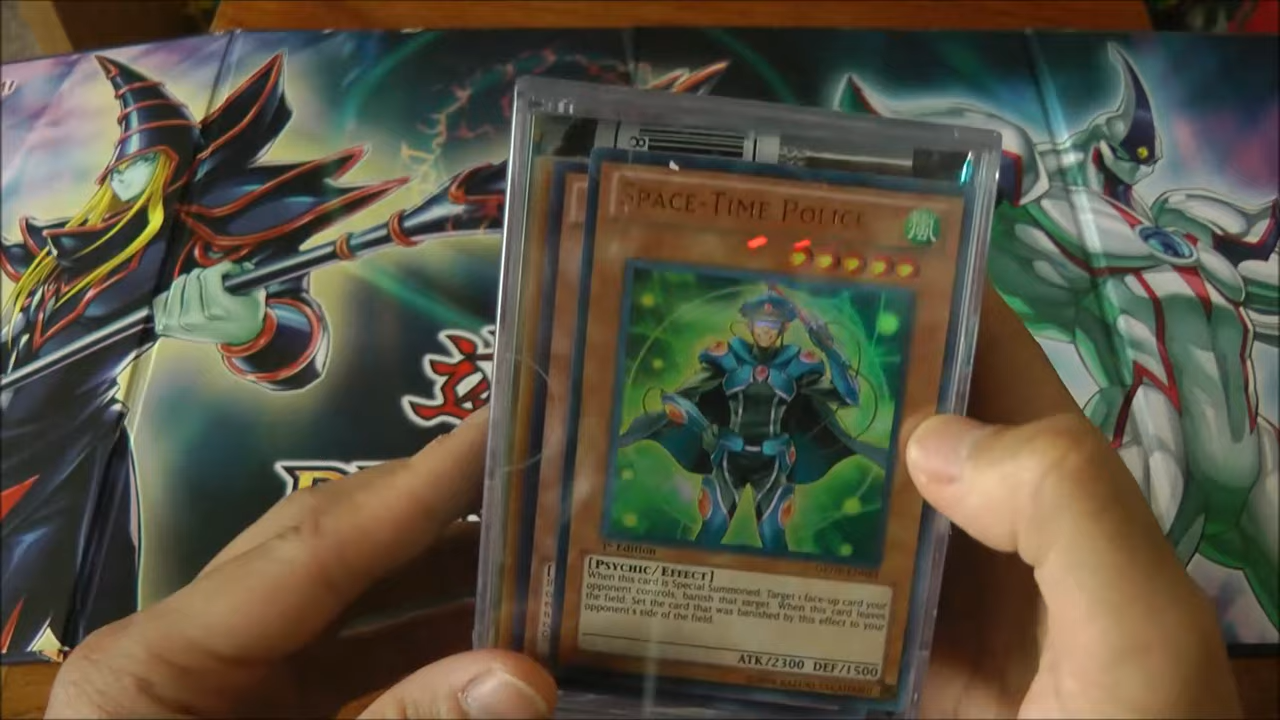 SPACE-TIME POLICE
風
1st Edition
[PSYCHIC/EFFECT]
When this card is Special Summoned: Target 1 face-up card your
opponent controls, banish that target. When this card leaves
the field: Set the card that was banished by this effect to your
opponent's side of the field.
ATK/2300 DEF/1500